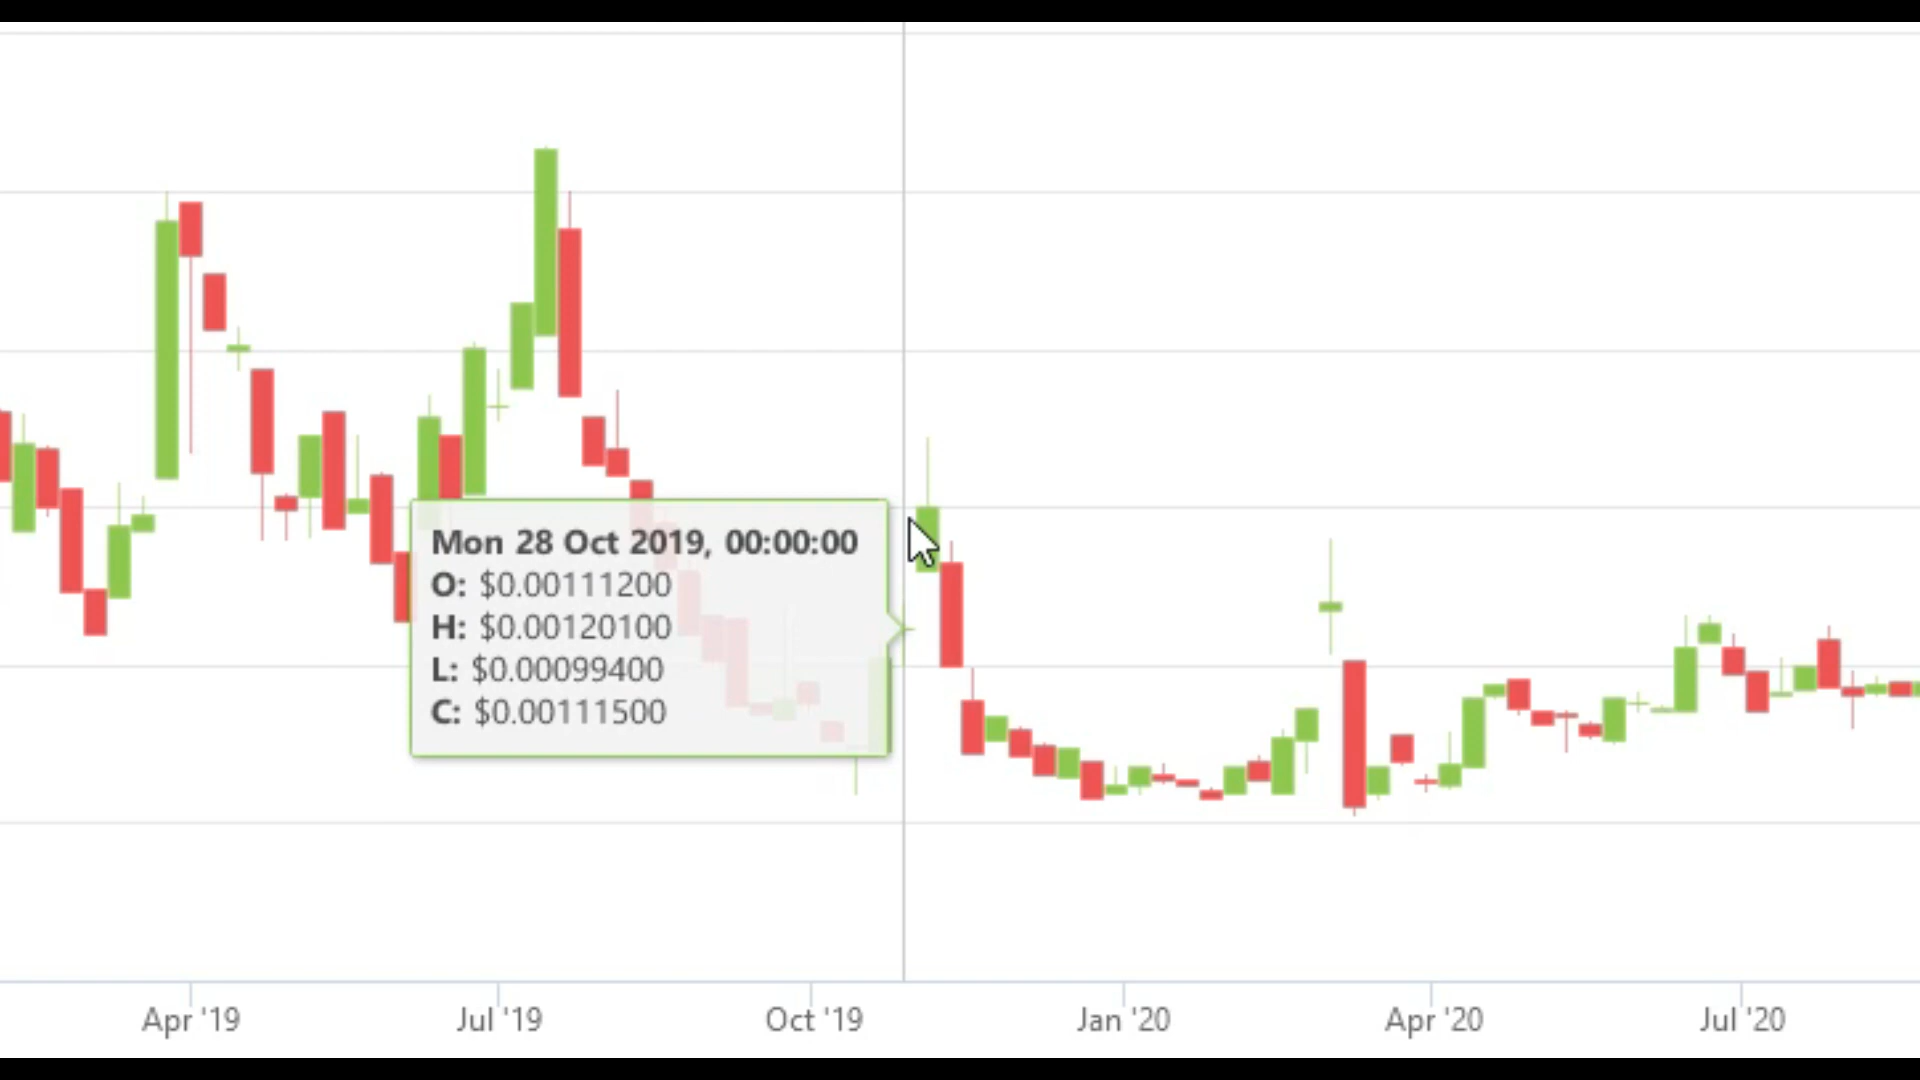 Mon 28 Oct 2019, 00:00:00
O: $0.00111200
H: $0.00120100
L: $0.00099400
C: $0.00111500
Apr '19 Jul '19 Oct '19 Jan '20 Apr '20 Jul '20